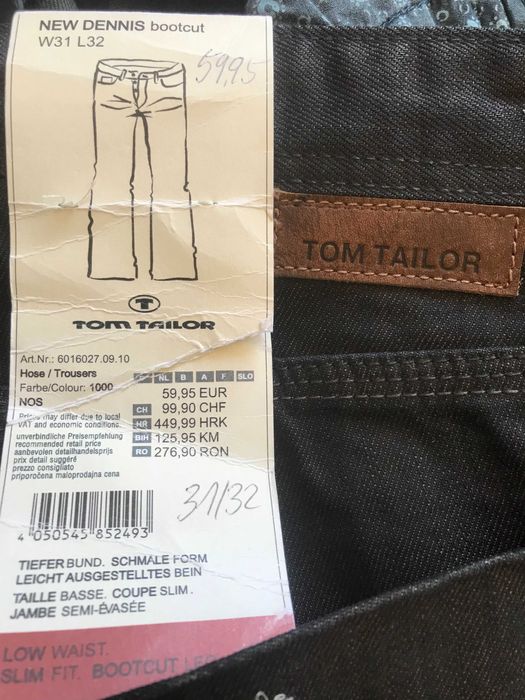 NEW DENNIS bootcut
W31 L32
59,95
T
TOM TAILOR
TOM TAILOR
Art.Nr.: 6016027.09.10
Hose / Trousers
Farbe/Colour: 1000
NOS
NL B A F SLO
59,95 EUR
Prices may differ due to local
VAT and economic conditions
CH 99,90 CHF
HR 449,99 HRK
unverbindliche Preisempfehlung
recommended retail price
aanbevolen detailhandelsprijs
prix detail suggéré
prezzo consigliato
priporočena maloprodajna cena
BIH 125,95 KM
RO 276,90 RON
31/32
4 050545 852493
TIEFER BUND. SCHMALE FORM
LEICHT AUSGESTELLTES BEIN
TAILLE BASSE. COUPE SLIM.
JAMBE SEMI-ÉVASÉE
LOW WAIST.
SLIM FIT. BOOTCUT LEG